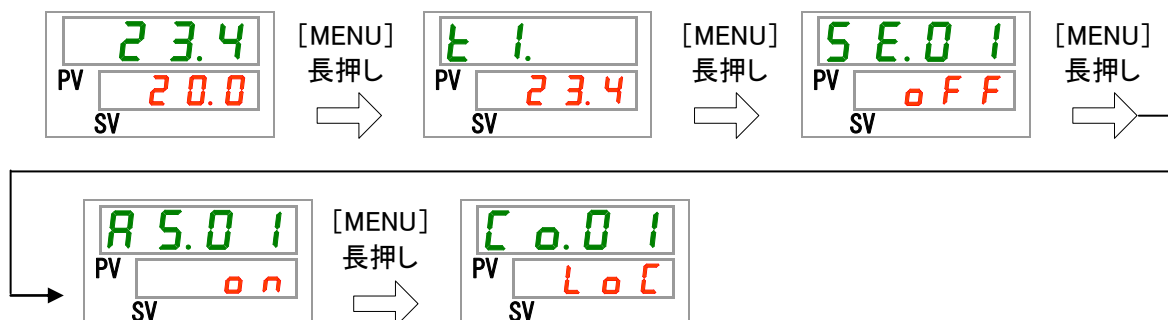 23.4
PV 20.0
SV
［MENU］
長押し
t 1.
PV 23.4
SV
［MENU］
長押し
SE.01
PV oFF
SV
［MENU］
長押し
AS.01
PV on
SV
［MENU］
長押し
Co.01
PV LoC
SV